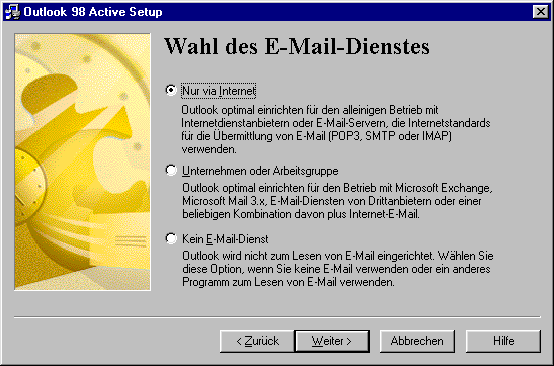 Outlook 98 Active Setup
Wahl des E-Mail-Dienstes
Nur via Internet
Outlook optimal einrichten für den alleinigen Betrieb mit
Internetdienstanbietern oder E-Mail-Servern, die Internetstandards
für die Übermittlung von E-Mail (POP3, SMTP oder IMAP)
verwenden.
Unternehmen oder Arbeitsgruppe
Outlook optimal einrichten für den Betrieb mit Microsoft Exchange,
Microsoft Mail 3.x, E-Mail-Diensten von Drittanbietern oder einer
beliebigen Kombination davon plus Internet-E-Mail.
Kein E-Mail-Dienst
Outlook wird nicht zum Lesen von E-Mail eingerichtet. Wählen Sie
diese Option, wenn Sie keine E-Mail verwenden oder ein anderes
Programm zum Lesen von E-Mail verwenden.
< Zurück
Weiter >
Abbrechen
Hilfe